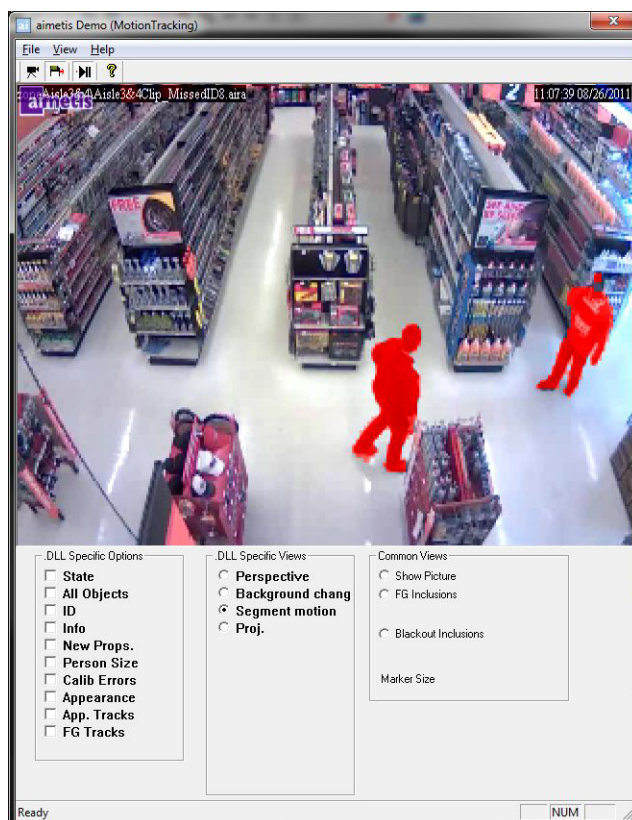 aimetis Demo (MotionTracking)
File View Help
zone\Aisle3&4\Aisle3&4Clip_MissedID8.aira
11:07:39 08/26/2011
aimetis
FREE
2
.DLL Specific Options
State
All Objects
ID
Info
New Props.
Person Size
Calib Errors
Appearance
App. Tracks
FG Tracks
.DLL Specific Views
Perspective
Background chang
Segment motion
Proj.
Common Views
Show Picture
FG Inclusions
Blackout Inclusions
Marker Size
Ready
NUM